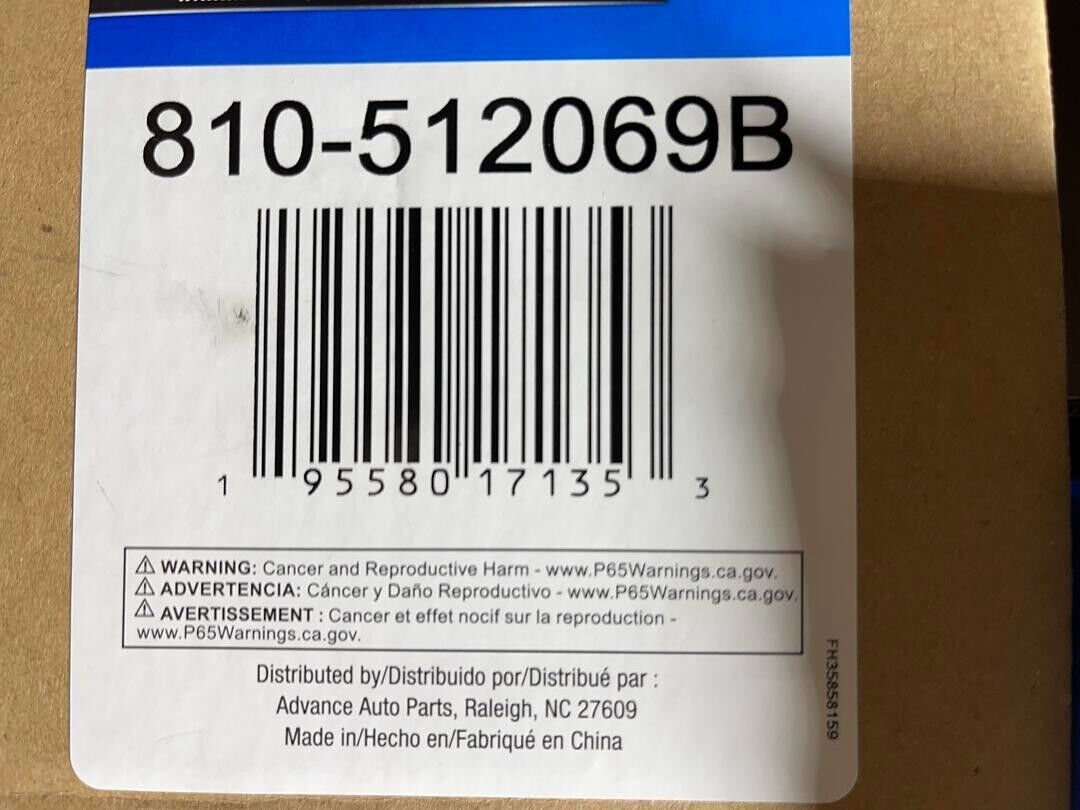 810-512069B
1 95580 17135 3
⚠ WARNING: Cancer and Reproductive Harm - www.P65Warnings.ca.gov.
⚠ ADVERTENCIA: Cáncer y Daño Reproductivo - www.P65Warnings.ca.gov.
⚠ AVERTISSEMENT : Cancer et effet nocif sur la reproduction -
www.P65Warnings.ca.gov.
Distributed by/Distribuido por/Distribué par :
Advance Auto Parts, Raleigh, NC 27609
Made in/Hecho en/Fabriqué en China
FH35858159